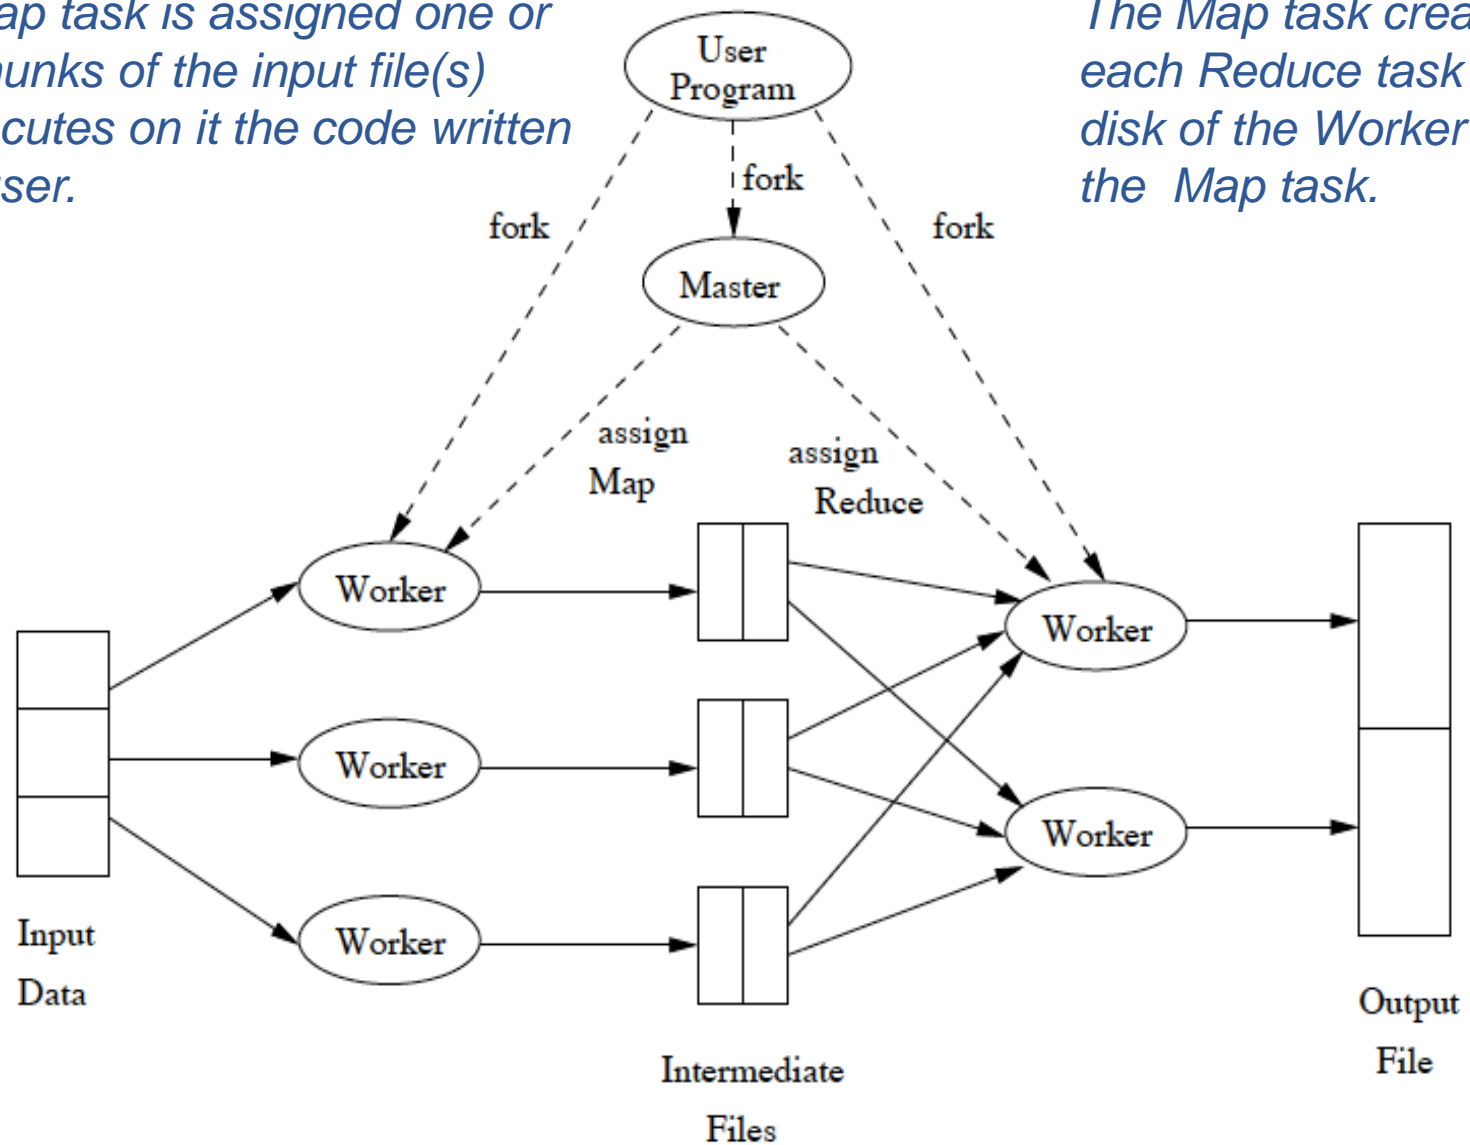 ap task is assigned one or
unks of the input file(s)
cutes on it the code written
ser.
The Map task crea
each Reduce task
disk of the Worker
the Map task.
User
Program
fork
fork
fork
Master
assign
Map
assign
Reduce
Worker
Worker
Worker
Worker
Worker
Input
Data
Intermediate
Files
Output
File